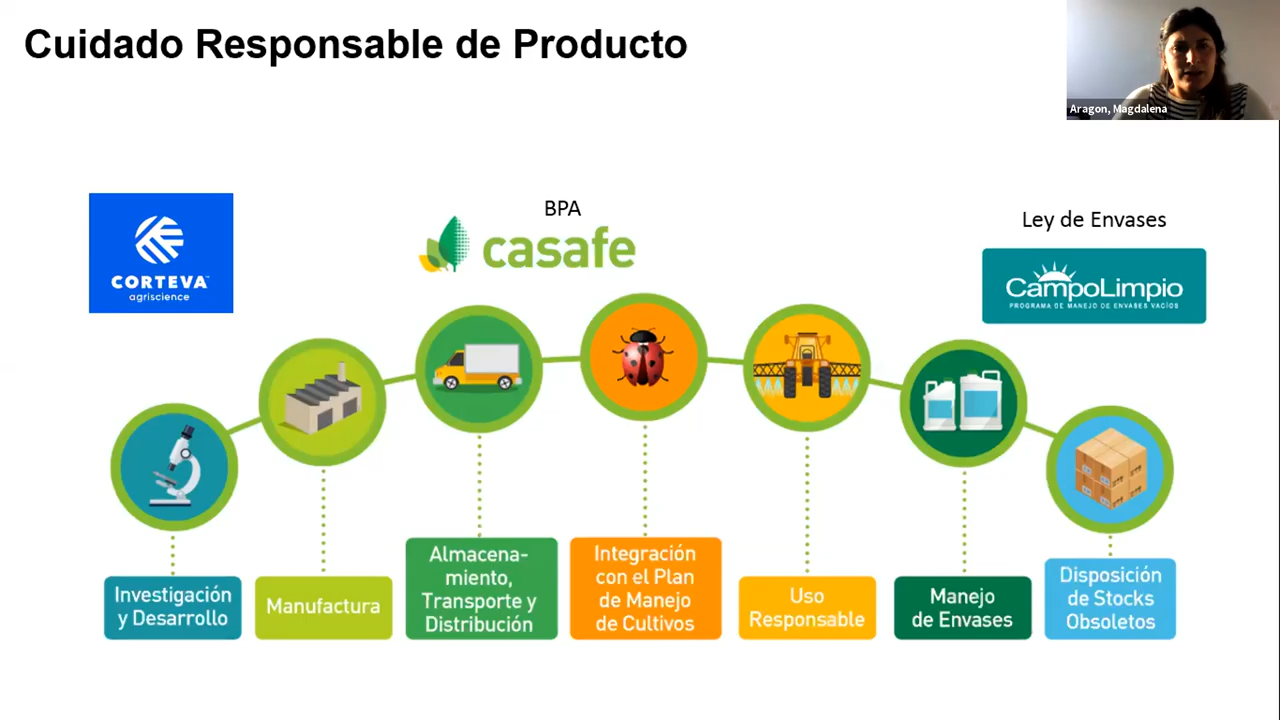 Cuidado Responsable de Producto
Aragon, Magdalena
CORTEVA™
agriscience
BPA
casafe
Ley de Envases
CampoLimpio
PROGRAMA DE MANEJO DE ENVASES VACÍOS
Investigación
y Desarrollo
Manufactura
Almacena-
miento,
Transporte y
Distribución
Integración
con el Plan
de Manejo
de Cultivos
Uso
Responsable
Manejo
de Envases
Disposición
de Stocks
Obsoletos